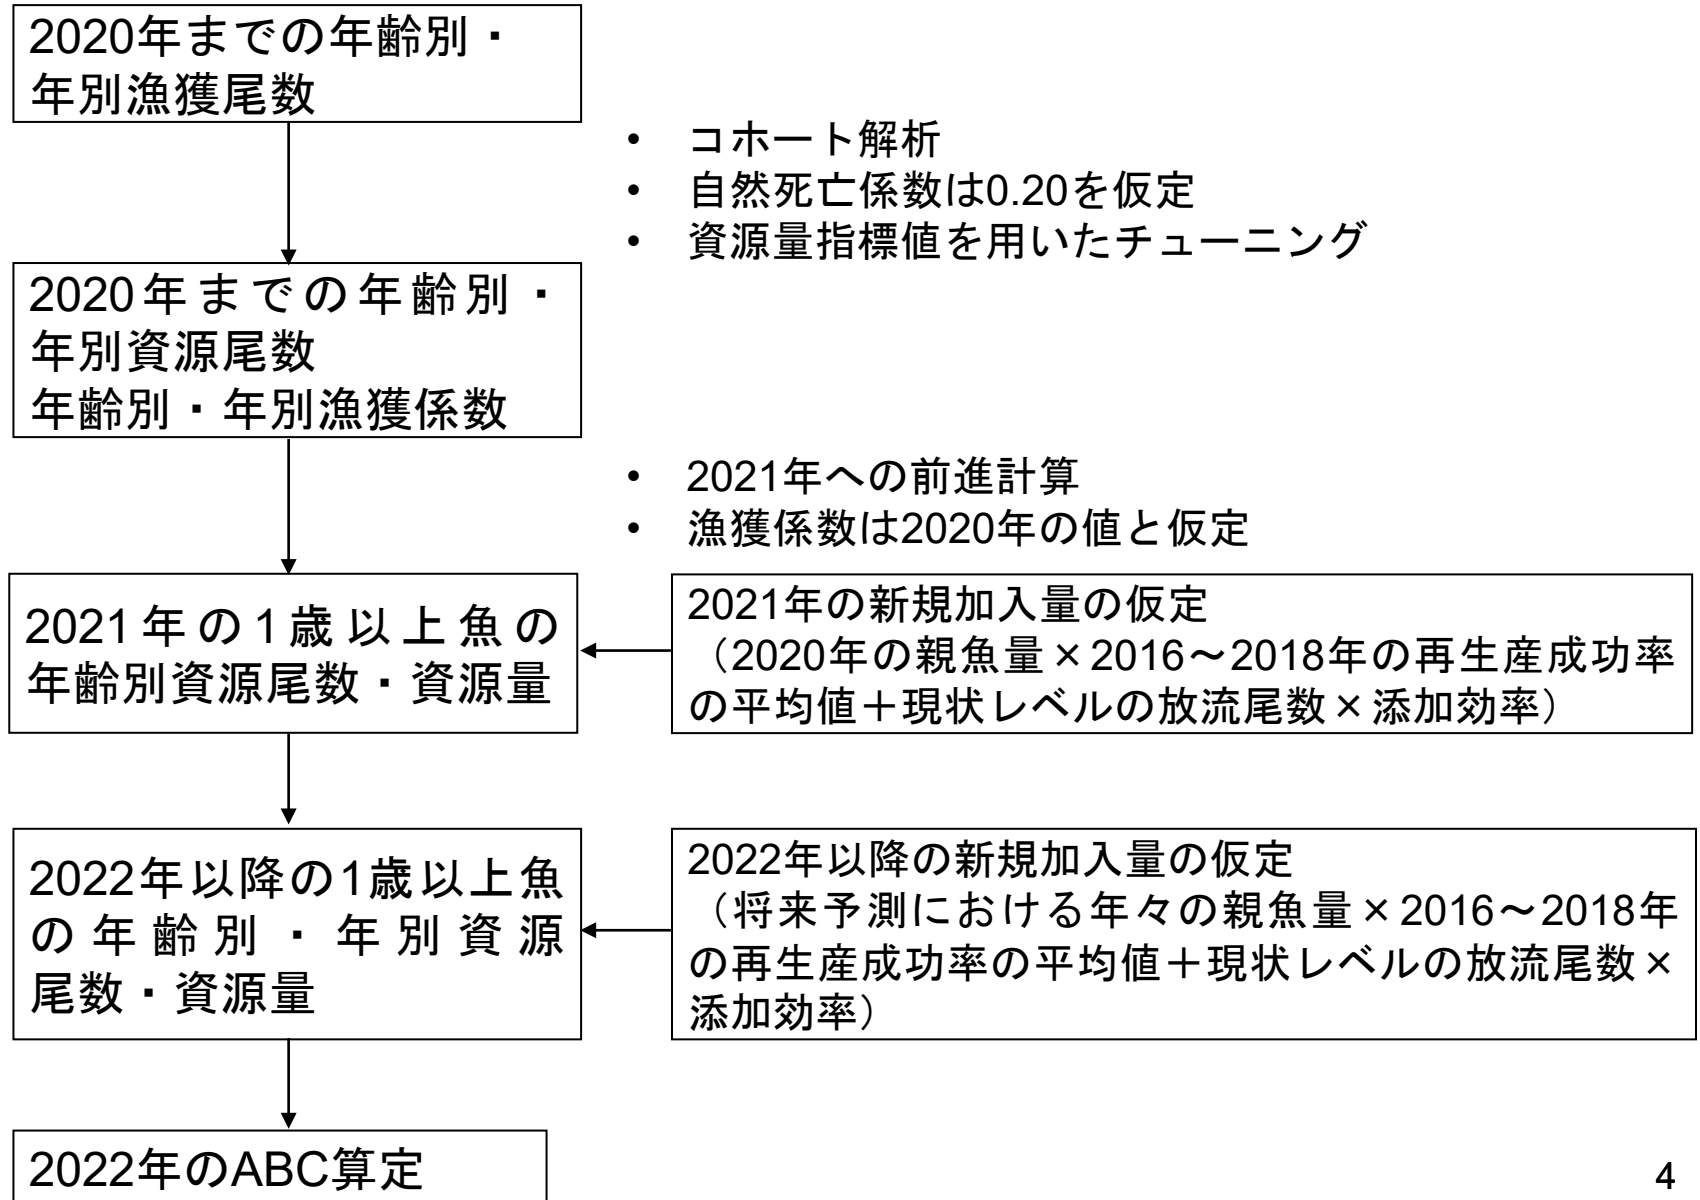 2020年までの年齢別・
年別漁獲尾数
• コホート解析
• 自然死亡係数は0.20を仮定
• 資源量指標値を用いたチューニング
2020年までの年齢別・
年別資源尾数
年齢別・年別漁獲係数
• 2021年への前進計算
• 漁獲係数は2020年の値と仮定
2021年の1歳以上魚の
年齢別資源尾数・資源量
2021年の新規加入量の仮定
（2020年の親魚量×2016～2018年の再生産成功率
の平均値＋現状レベルの放流尾数×添加効率）
2022年以降の1歳以上魚
の年齢別・年別資源
尾数・資源量
2022年以降の新規加入量の仮定
（将来予測における年々の親魚量×2016～2018年
の再生産成功率の平均値＋現状レベルの放流尾数×
添加効率）
2022年のABC算定
4